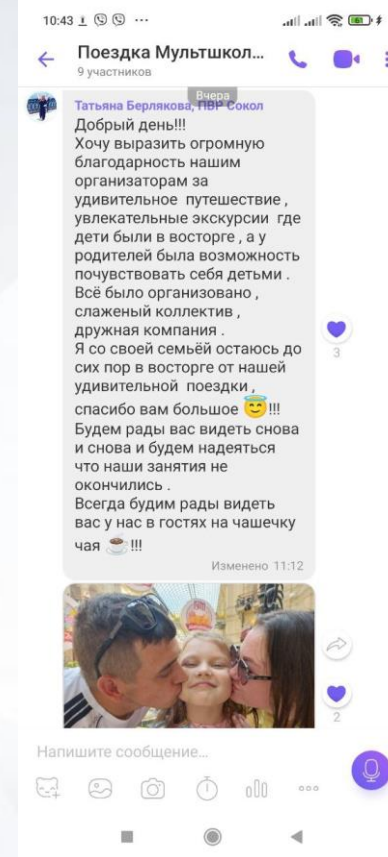 10:43
Поездка Мультшкол...
9 участников
Вчера
Татьяна Берлякова, ПВР Сокол
Добрый день!!!
Хочу выразить огромную
благодарность нашим
организаторам за
удивительное путешествие ,
увлекательные экскурсии где
дети были в восторге , а у
родителей была возможность
почувствовать себя детьми .
Всё было организовано ,
слаженый коллектив ,
дружная компания .
Я со своей семьёй остаюсь до
сих пор в восторге от нашей
удивительной поездки ,
спасибо вам большое 😇!!!
Будем рады вас видеть снова
и снова и будем надеяться
что наши занятия не
окончились .
Всегда будим рады видеть
вас у нас в гостях на чашечку
чая ☕!!!
Изменено 11:12
3
2
Напишите сообщение...